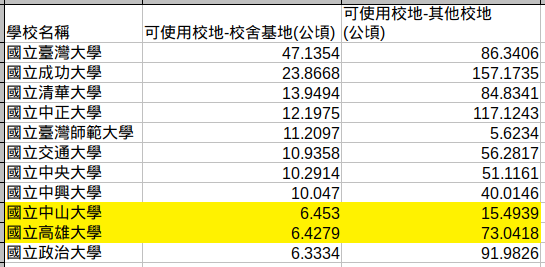 學校名稱 可使用校地-校舍基地(公頃) 可使用校地-其他校地(公頃)
國立臺灣大學 47.1354 86.3406
國立成功大學 23.8668 157.1735
國立清華大學 13.9494 84.8341
國立中正大學 12.1975 117.1243
國立臺灣師範大學 11.2097 5.6234
國立交通大學 10.9358 56.2817
國立中央大學 10.2914 51.1161
國立中興大學 10.047 40.0146
國立中山大學 6.453 15.4939
國立高雄大學 6.4279 73.0418
國立政治大學 6.3334 91.9826